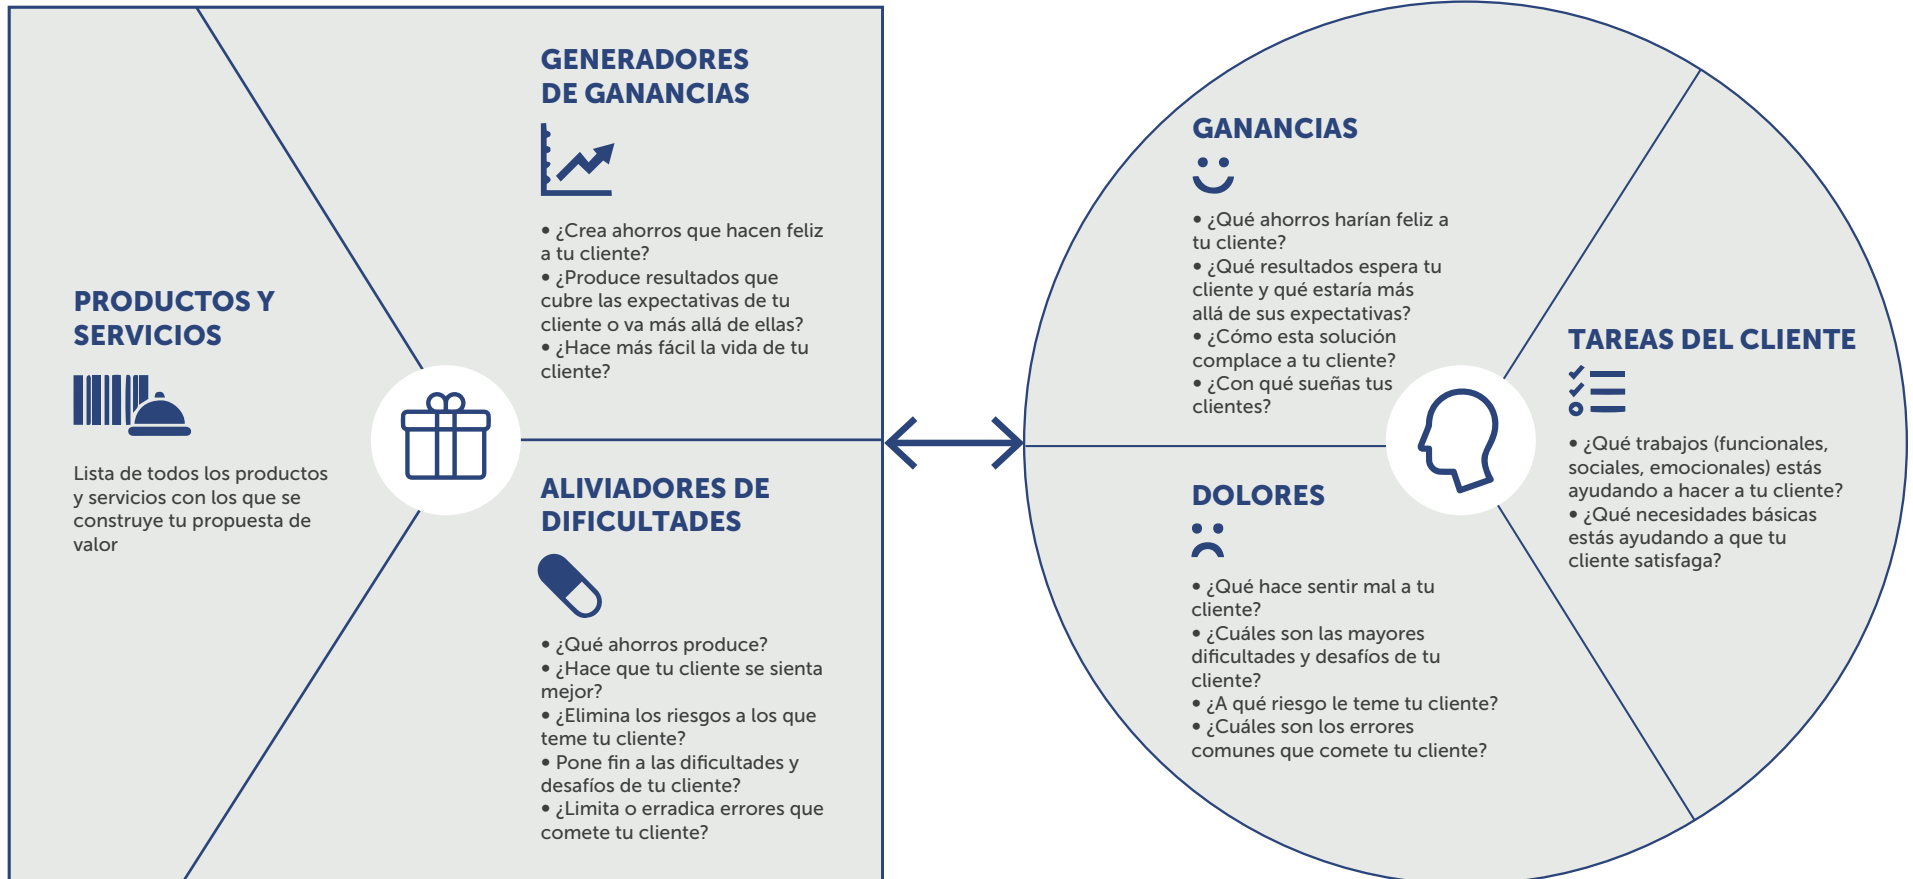 PRODUCTOS Y
SERVICIOS
Lista de todos los productos
y servicios con los que se
construye tu propuesta de
valor
GENERADORES
DE GANANCIAS
• ¿Crea ahorros que hacen feliz
a tu cliente?
• ¿Produce resultados que
cubre las expectativas de tu
cliente o va más allá de ellas?
• ¿Hace más fácil la vida de tu
cliente?
ALIVIADORES DE
DIFICULTADES
• ¿Qué ahorros produce?
• ¿Hace que tu cliente se sienta
mejor?
• ¿Elimina los riesgos a los que
teme tu cliente?
• Pone fin a las dificultades y
desafíos de tu cliente?
• ¿Limita o erradica errores que
comete tu cliente?
GANANCIAS
• ¿Qué ahorros harían feliz a
tu cliente?
• ¿Qué resultados espera tu
cliente y qué estaría más
allá de sus expectativas?
• ¿Cómo esta solución
complace a tu cliente?
• ¿Con qué sueñas tus
clientes?
DOLORES
• ¿Qué hace sentir mal a tu
cliente?
• ¿Cuáles son las mayores
dificultades y desafíos de tu
cliente?
• ¿A qué riesgo le teme tu cliente?
• ¿Cuáles son los errores
comunes que comete tu cliente?
TAREAS DEL CLIENTE
• ¿Qué trabajos (funcionales,
sociales, emocionales) estás
ayudando a hacer a tu cliente?
• ¿Qué necesidades básicas
estás ayudando a que tu
cliente satisfaga?